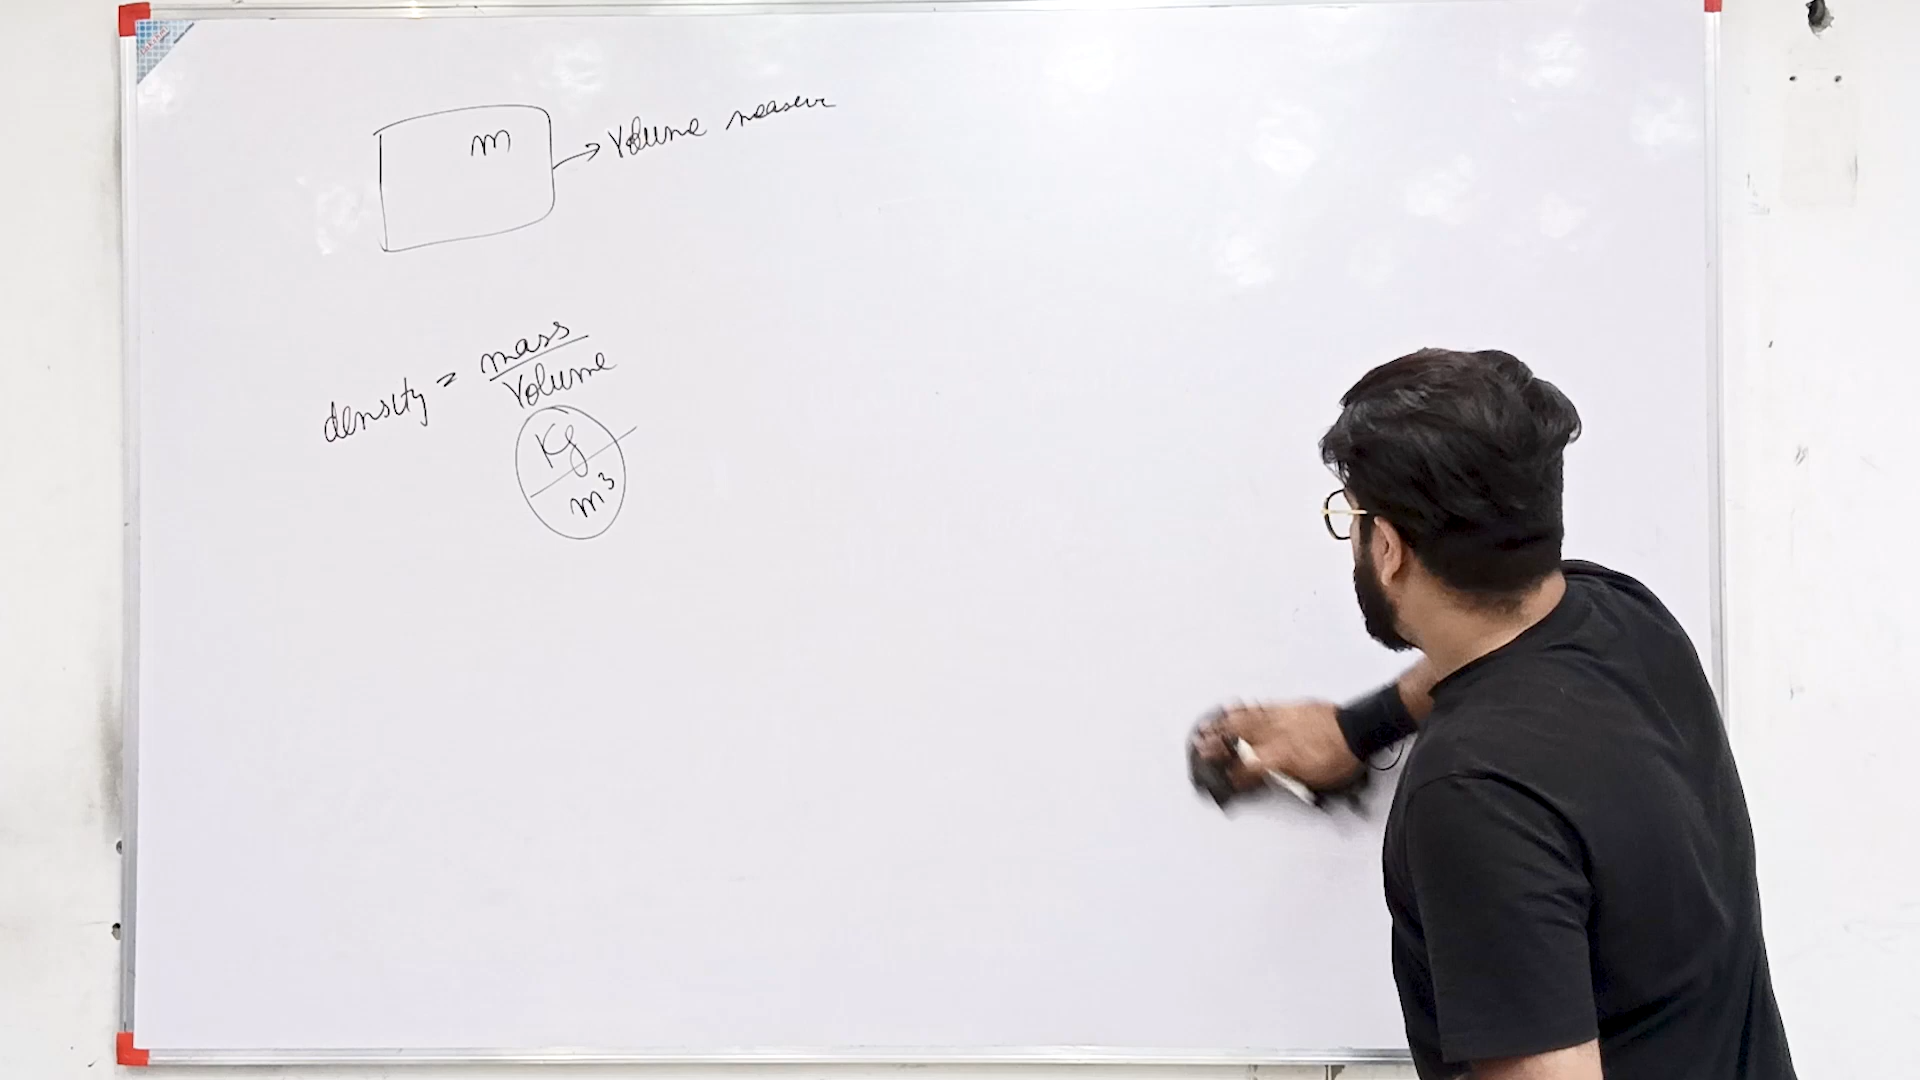 m → Volume measur
density = mass / Volume
Kg / m³